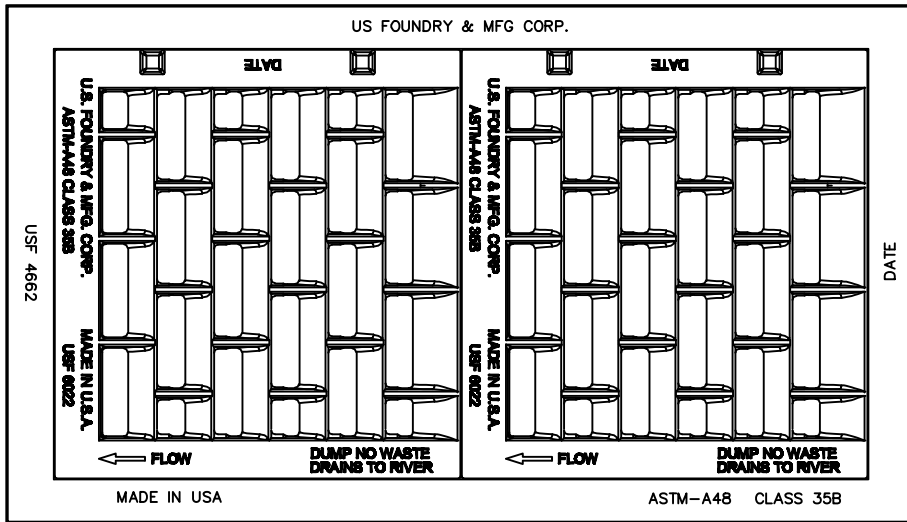 US FOUNDRY & MFG CORP.
DATE
U.S. FOUNDRY & MFG. CORP.
ASTM-A48 CLASS 35B
MADE IN U.S.A.
USF 6022
FLOW
DUMP NO WASTE
DRAINS TO RIVER
DATE
U.S. FOUNDRY & MFG. CORP.
ASTM-A48 CLASS 35B
MADE IN U.S.A.
USF 6022
FLOW
DUMP NO WASTE
DRAINS TO RIVER
USF 4662
DATE
MADE IN USA
ASTM-A48 CLASS 35B